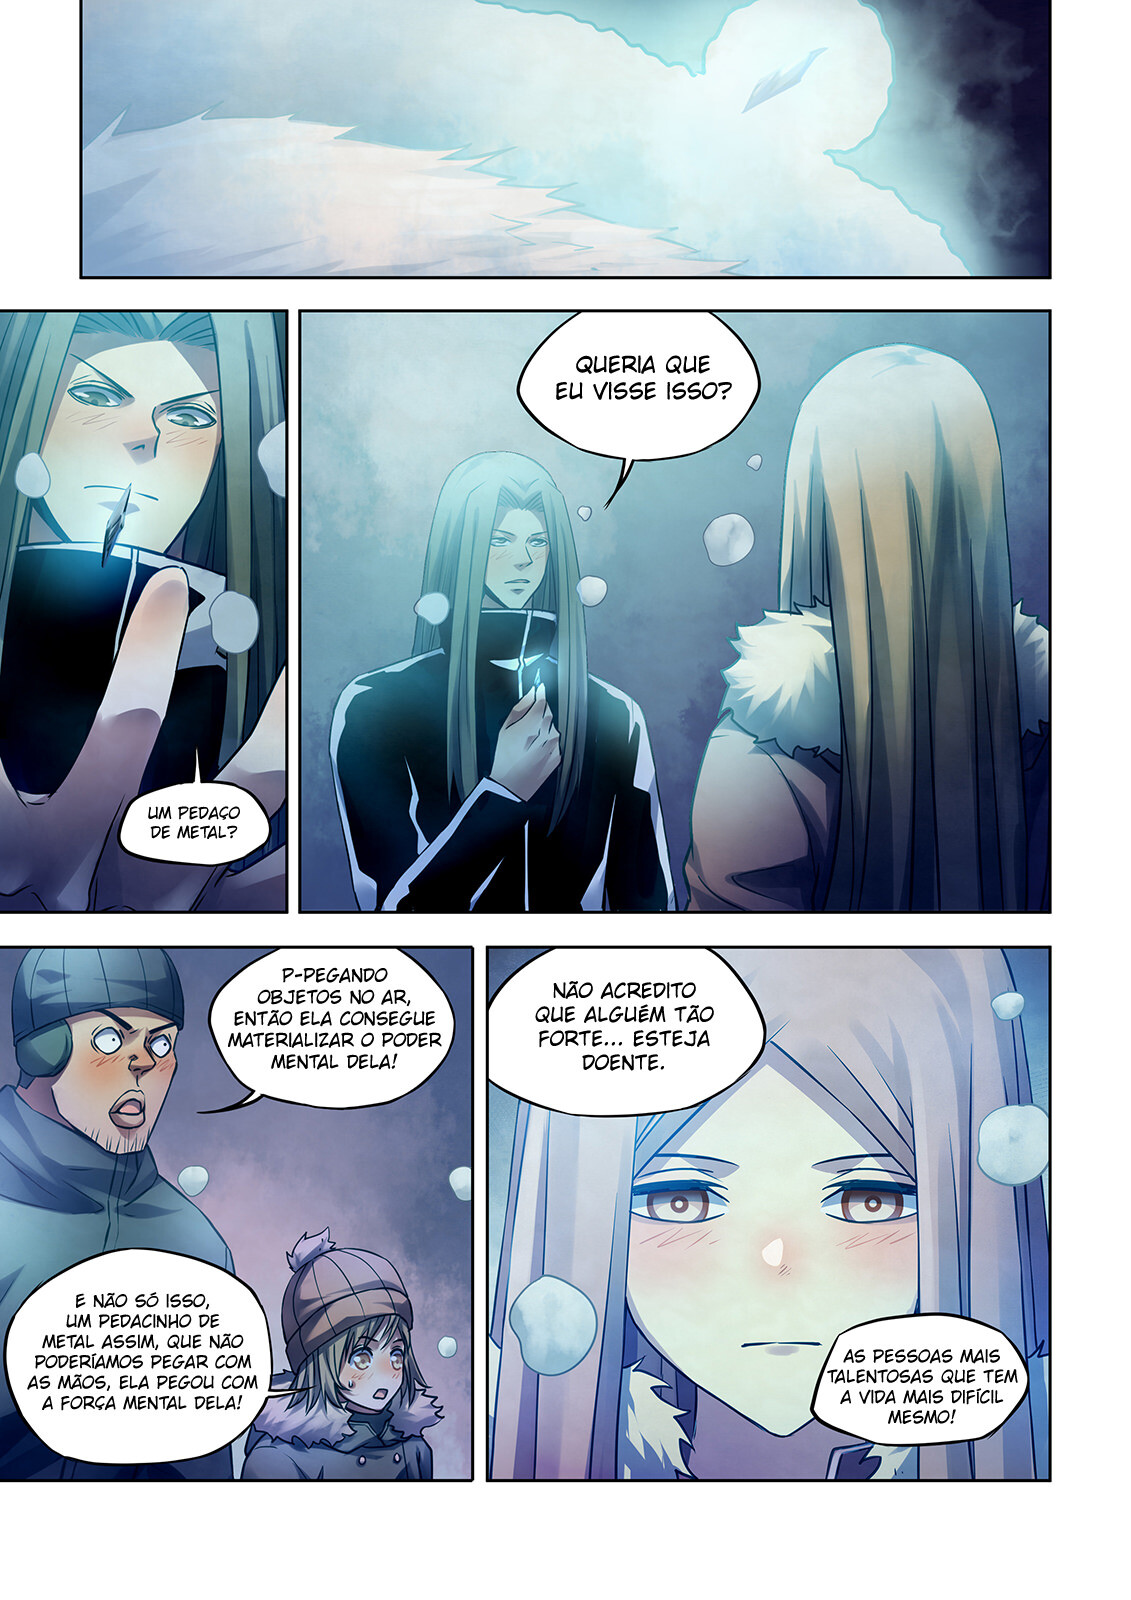 QUERIA QUE
EU VISSE ISSO?
UM PEDAÇO
DE METAL?
P-PEGANDO
OBJETOS NO AR,
ENTÃO ELA CONSEGUE
MATERIALIZAR O PODER
MENTAL DELA!
E NÃO SÓ ISSO,
UM PEDACINHO DE
METAL ASSIM, QUE NÃO
PODERÍAMOS PEGAR COM
AS MÃOS, ELA PEGOU COM
A FORÇA MENTAL DELA!
NÃO ACREDITO
QUE ALGUÉM TÃO
FORTE... ESTEJA
DOENTE.
AS PESSOAS MAIS
TALENTOSAS QUE TEM
A VIDA MAIS DIFÍCIL
MESMO!